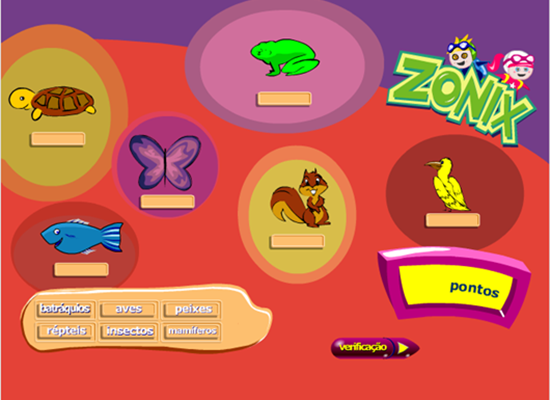 ZONIX
pontos
batráquios aves peixes
répteis insectos mamíferos
verificação